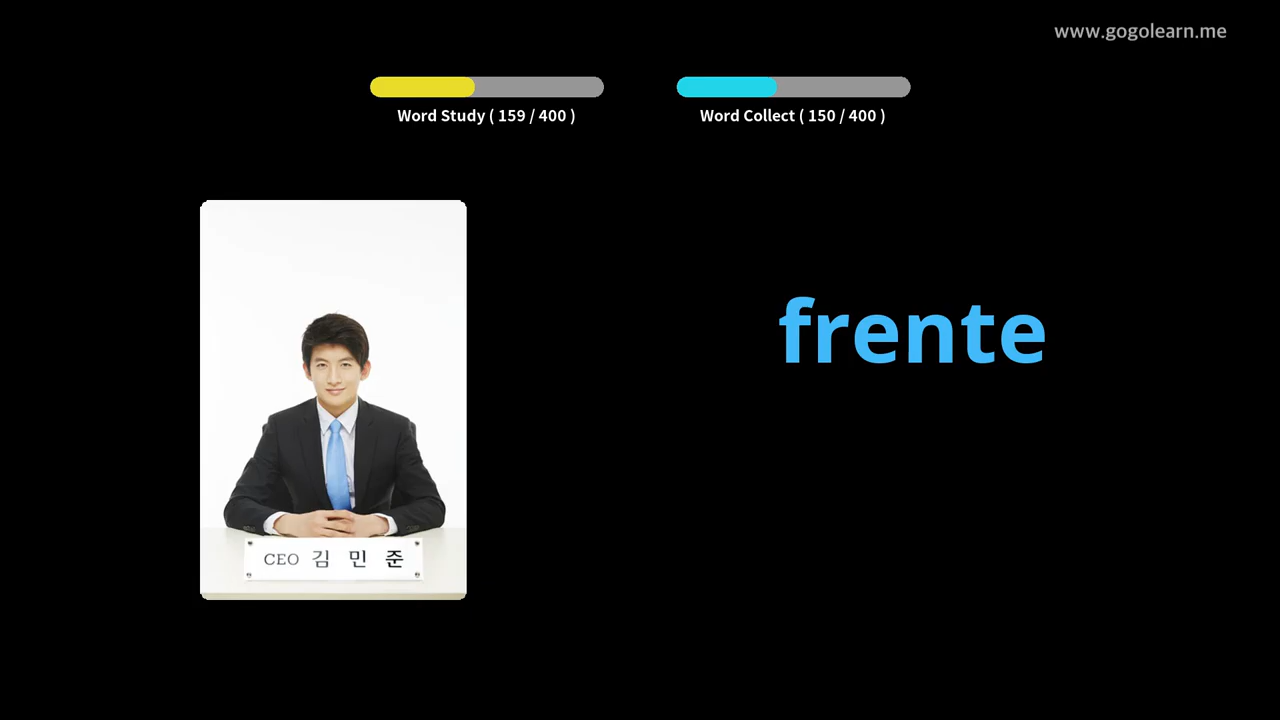 www.gogolearn.me
Word Study ( 159 / 400 )
Word Collect ( 150 / 400 )
frente
CEO 김 민 준